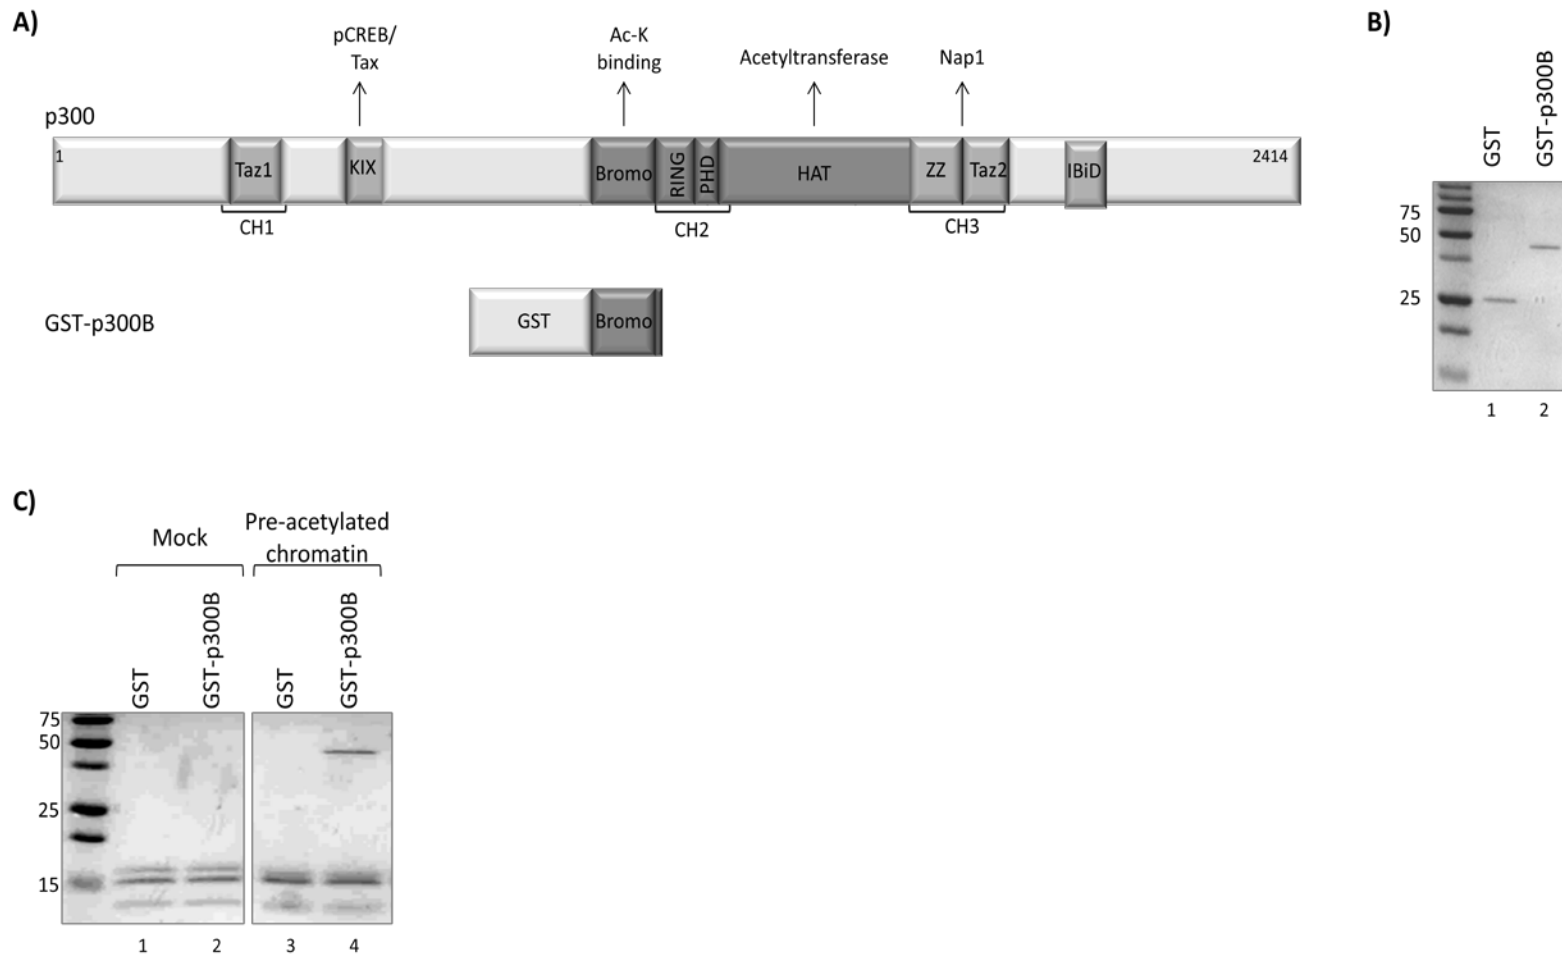 A)
pCREB/
Tax
Ac-K
binding
Acetyltransferase
Nap1
p300
1
Taz1
KIX
Bromo
RING
PHD
HAT
ZZ
Taz2
IBiD
2414
CH1
CH2
CH3
GST-p300B
GST
Bromo
B)
GST
GST-p300B
75
50
25
1 2
C)
Mock
Pre-acetylated
chromatin
GST
GST-p300B
GST
GST-p300B
75
50
25
15
1 2 3 4